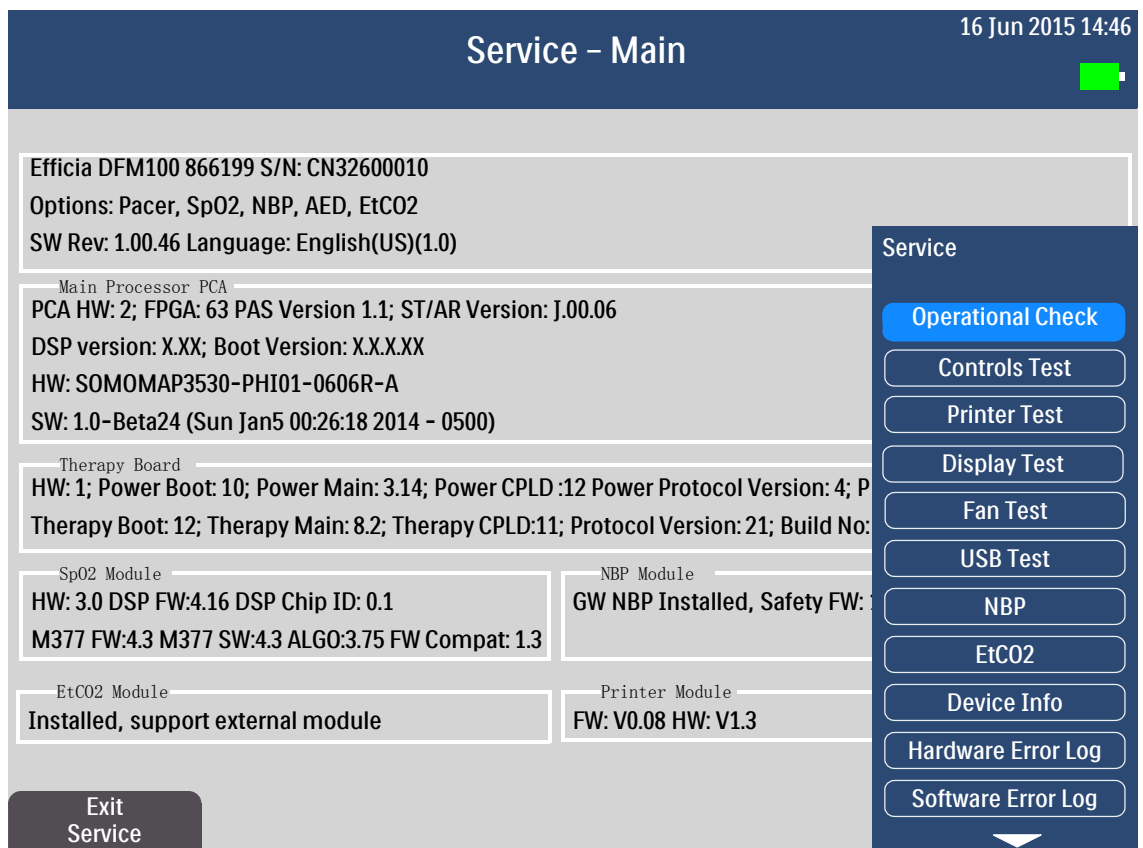 16 Jun 2015 14:46
Service – Main
Efficia DFM100 866199 S/N: CN32600010
Options: Pacer, SpO2, NBP, AED, EtCO2
SW Rev: 1.00.46 Language: English(US)(1.0)
Main Processor PCA
PCA HW: 2; FPGA: 63 PAS Version 1.1; ST/AR Version: J.00.06
DSP version: X.XX; Boot Version: X.X.X.XX
HW: SOMOMAP3530-PHI01-0606R-A
SW: 1.0-Beta24 (Sun Jan5 00:26:18 2014 - 0500)
Therapy Board
HW: 1; Power Boot: 10; Power Main: 3.14; Power CPLD :12 Power Protocol Version: 4; P
Therapy Boot: 12; Therapy Main: 8.2; Therapy CPLD:11; Protocol Version: 21; Build No:
SpO2 Module
HW: 3.0 DSP FW:4.16 DSP Chip ID: 0.1
M377 FW:4.3 M377 SW:4.3 ALGO:3.75 FW Compat: 1.3
NBP Module
GW NBP Installed, Safety FW:
EtCO2 Module
Installed, support external module
Printer Module
FW: V0.08 HW: V1.3
Service
Operational Check
Controls Test
Printer Test
Display Test
Fan Test
USB Test
NBP
EtCO2
Device Info
Hardware Error Log
Software Error Log
Exit
Service